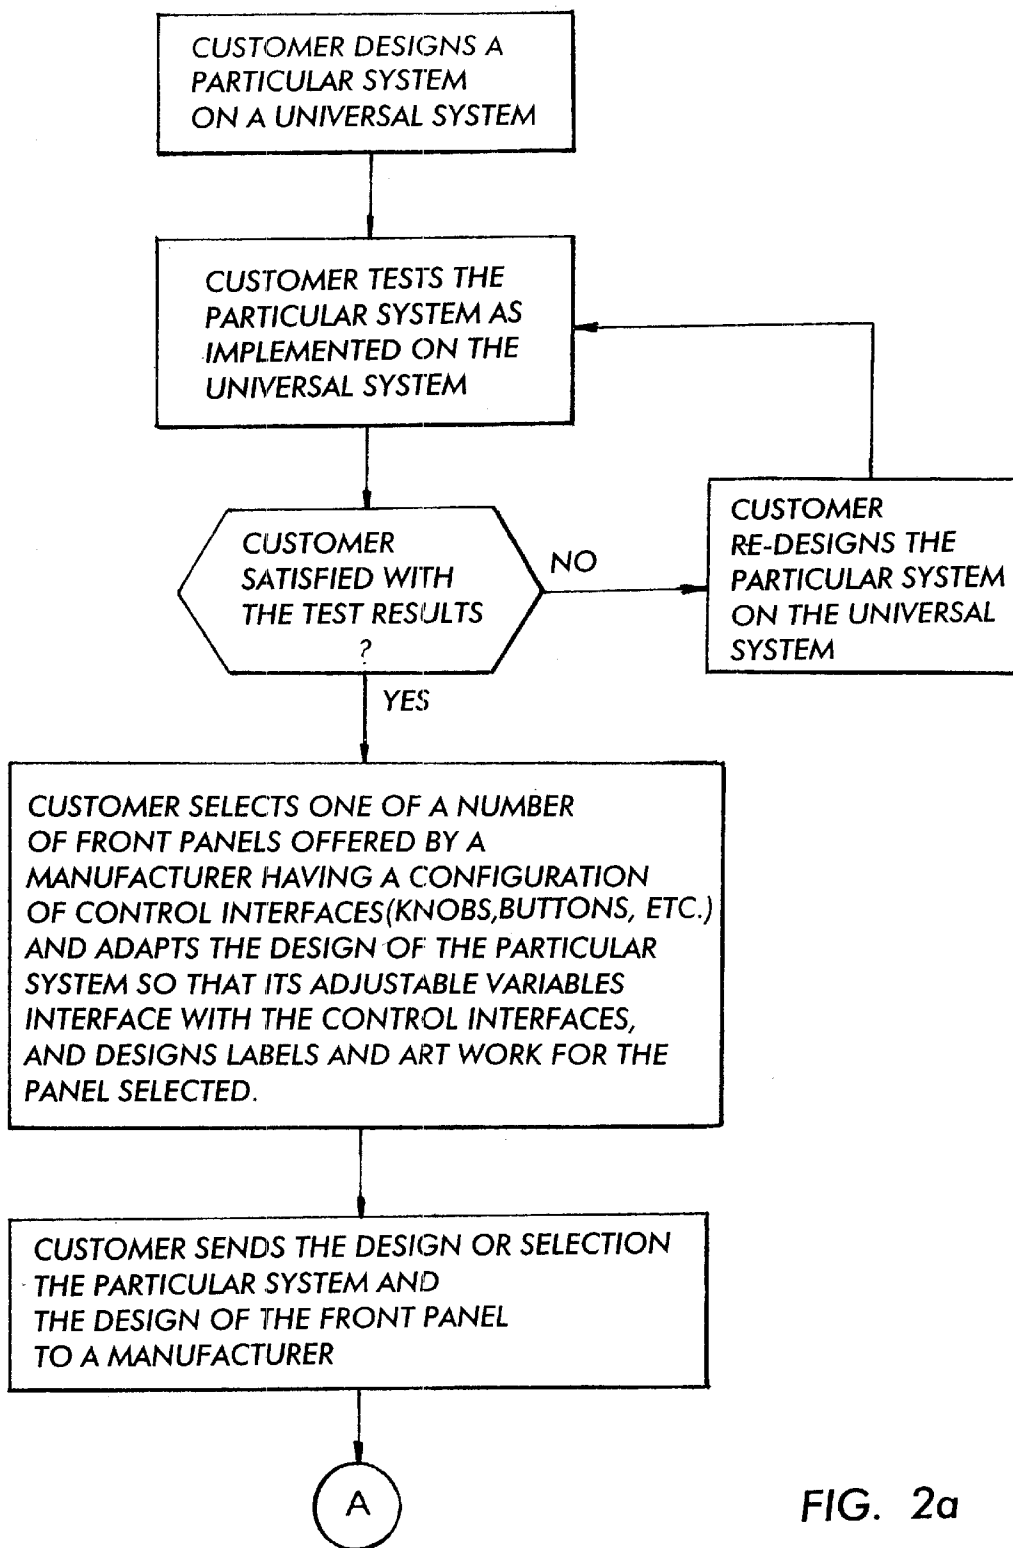 CUSTOMER DESIGNS A
PARTICULAR SYSTEM
ON A UNIVERSAL SYSTEM
CUSTOMER TESTS THE
PARTICULAR SYSTEM AS
IMPLEMENTED ON THE
UNIVERSAL SYSTEM
CUSTOMER
SATISFIED WITH
THE TEST RESULTS
?
NO
CUSTOMER
RE-DESIGNS THE
PARTICULAR SYSTEM
ON THE UNIVERSAL
SYSTEM
YES
CUSTOMER SELECTS ONE OF A NUMBER
OF FRONT PANELS OFFERED BY A
MANUFACTURER HAVING A CONFIGURATION
OF CONTROL INTERFACES(KNOBS,BUTTONS, ETC.)
AND ADAPTS THE DESIGN OF THE PARTICULAR
SYSTEM SO THAT ITS ADJUSTABLE VARIABLES
INTERFACE WITH THE CONTROL INTERFACES,
AND DESIGNS LABELS AND ART WORK FOR THE
PANEL SELECTED.
CUSTOMER SENDS THE DESIGN OR SELECTION
THE PARTICULAR SYSTEM AND
THE DESIGN OF THE FRONT PANEL
TO A MANUFACTURER
A
FIG. 2a